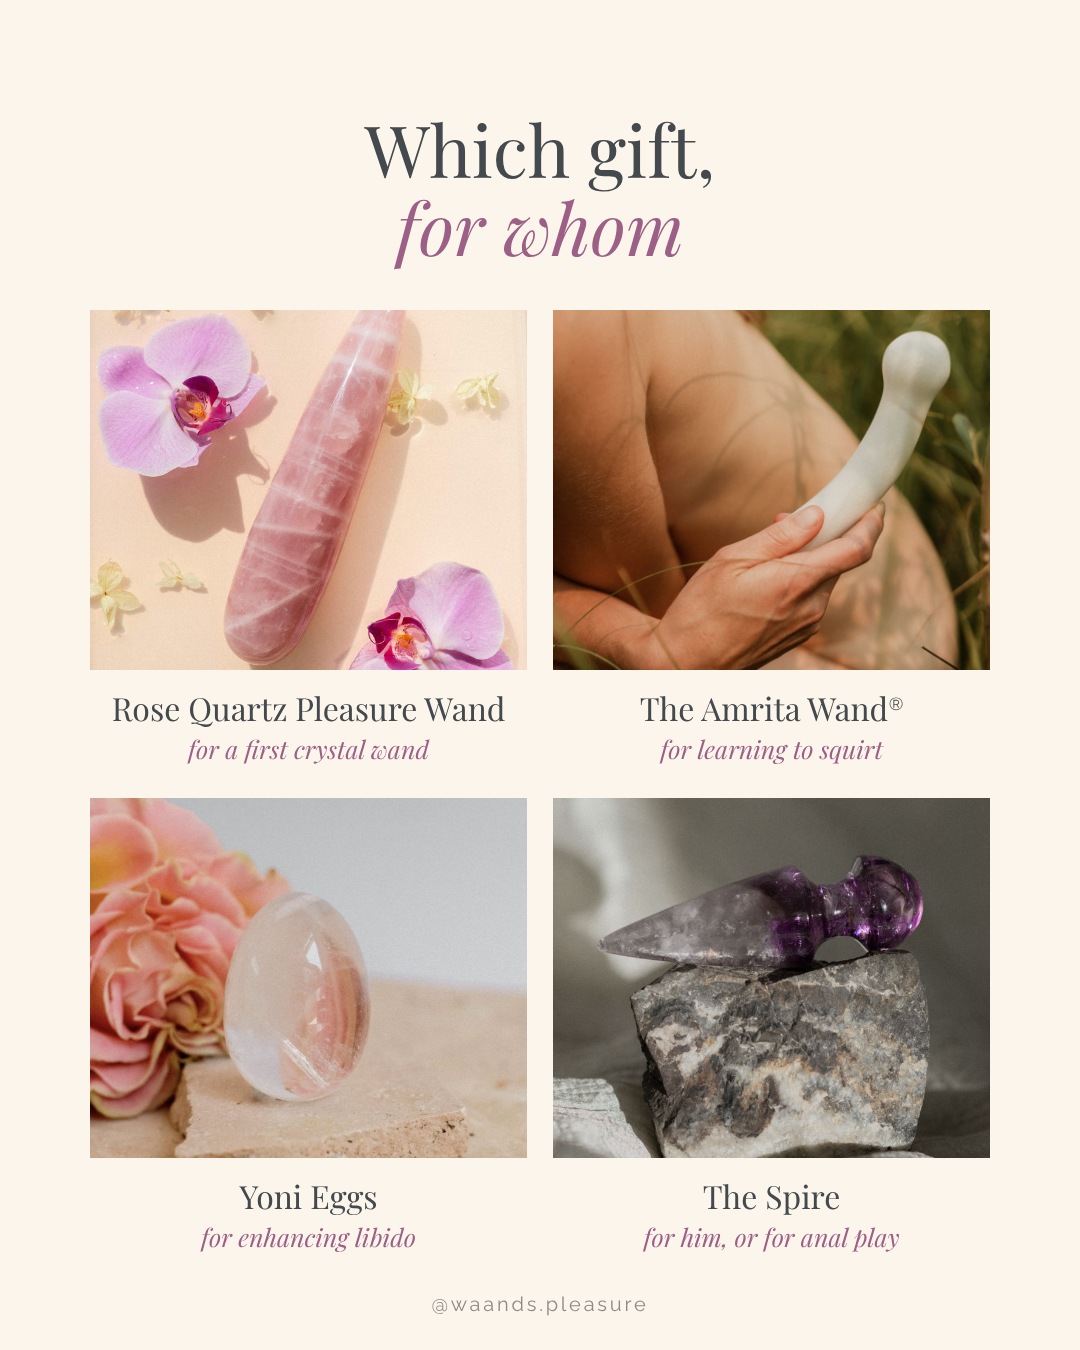 Which gift,
for whom
Rose Quartz Pleasure Wand
for a first crystal wand
The Amrita Wand®
for learning to squirt
Yoni Eggs
for enhancing libido
The Spire
for him, or for anal play
@waands.pleasure